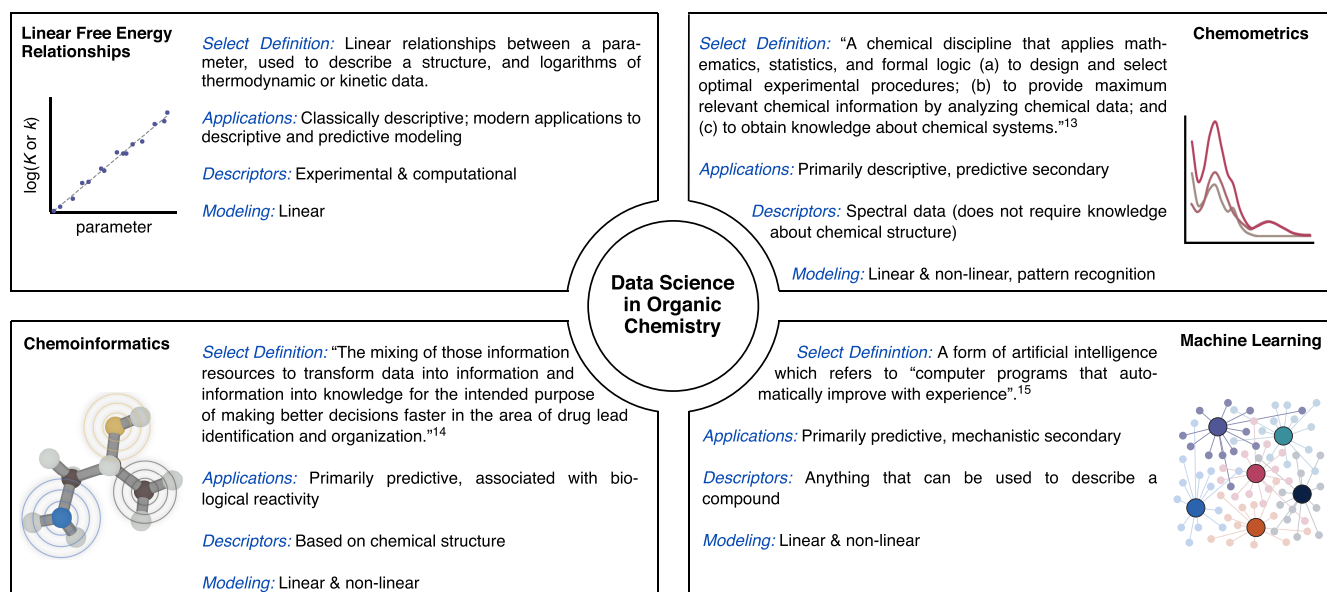 Linear Free Energy
Relationships
Select Definition: Linear relationships between a para-
meter, used to describe a structure, and logarithms of
thermodynamic or kinetic data.
Applications: Classically descriptive; modern applications to
descriptive and predictive modeling
Descriptors: Experimental & computational
Modeling: Linear
log(K or k)
parameter
Chemometrics
Select Definition: “A chemical discipline that applies math-
ematics, statistics, and formal logic (a) to design and select
optimal experimental procedures; (b) to provide maximum
relevant chemical information by analyzing chemical data; and
(c) to obtain knowledge about chemical systems.”13
Applications: Primarily descriptive, predictive secondary
Descriptors: Spectral data (does not require knowledge
about chemical structure)
Modeling: Linear & non-linear, pattern recognition
Data Science
in Organic
Chemistry
Chemoinformatics
Select Definition: “The mixing of those information
resources to transform data into information and
information into knowledge for the intended purpose
of making better decisions faster in the area of drug lead
identification and organization.”14
Applications: Primarily predictive, associated with bio-
logical reactivity
Descriptors: Based on chemical structure
Modeling: Linear & non-linear
Machine Learning
Select Definintion: A form of artificial intelligence
which refers to “computer programs that auto-
matically improve with experience”.15
Applications: Primarily predictive, mechanistic secondary
Descriptors: Anything that can be used to describe a
compound
Modeling: Linear & non-linear